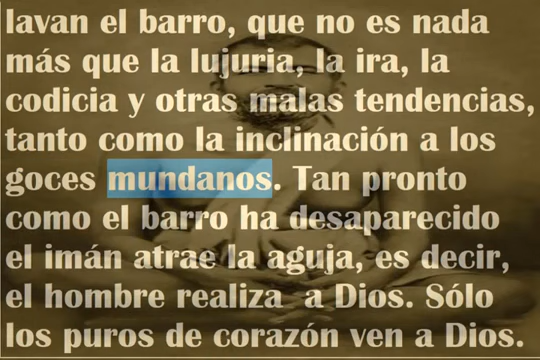 lavan el barro, que no es nada
más que la lujuria, la ira, la
codicia y otras malas tendencias,
tanto como la inclinación a los
goces mundanos. Tan pronto
como el barro ha desaparecido
el imán atrae la aguja, es decir,
el hombre realiza a Dios. Sólo
los puros de corazón ven a Dios.